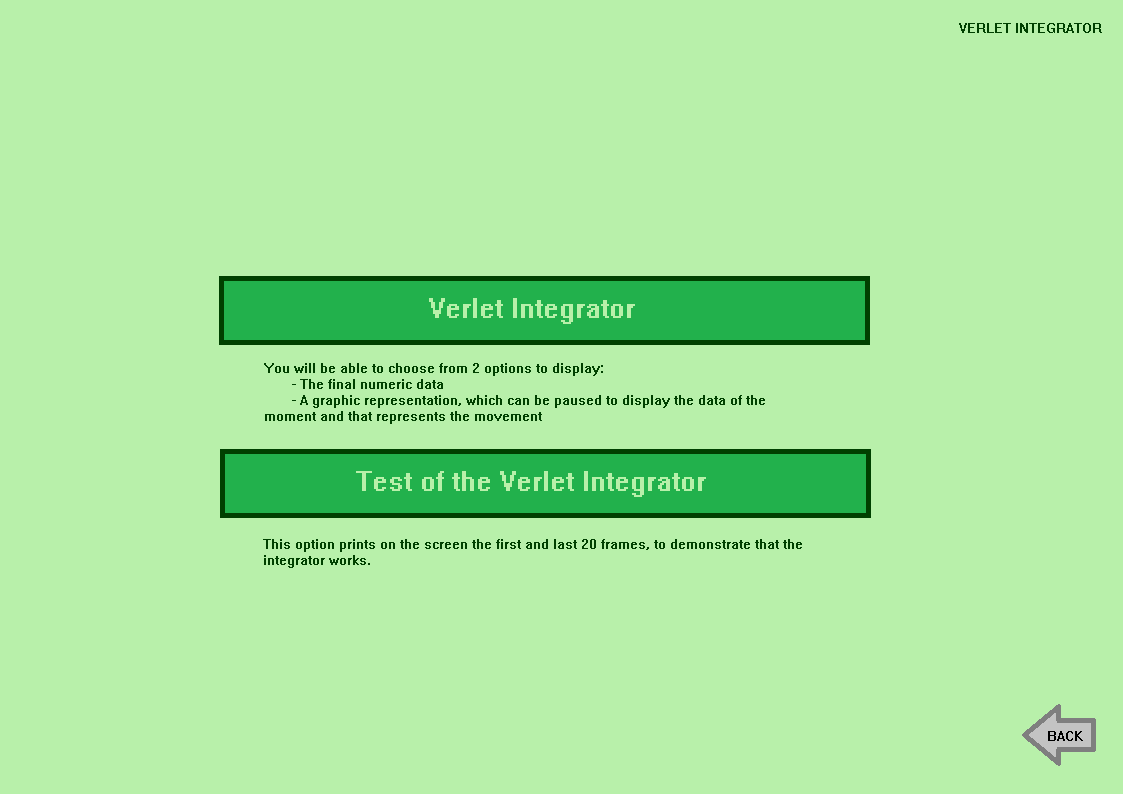 VERLET INTEGRATOR
Verlet Integrator
You will be able to choose from 2 options to display:
- The final numeric data
- A graphic representation, which can be paused to display the data of the
moment and that represents the movement
Test of the Verlet Integrator
This option prints on the screen the first and last 20 frames, to demonstrate that the
integrator works.
BACK